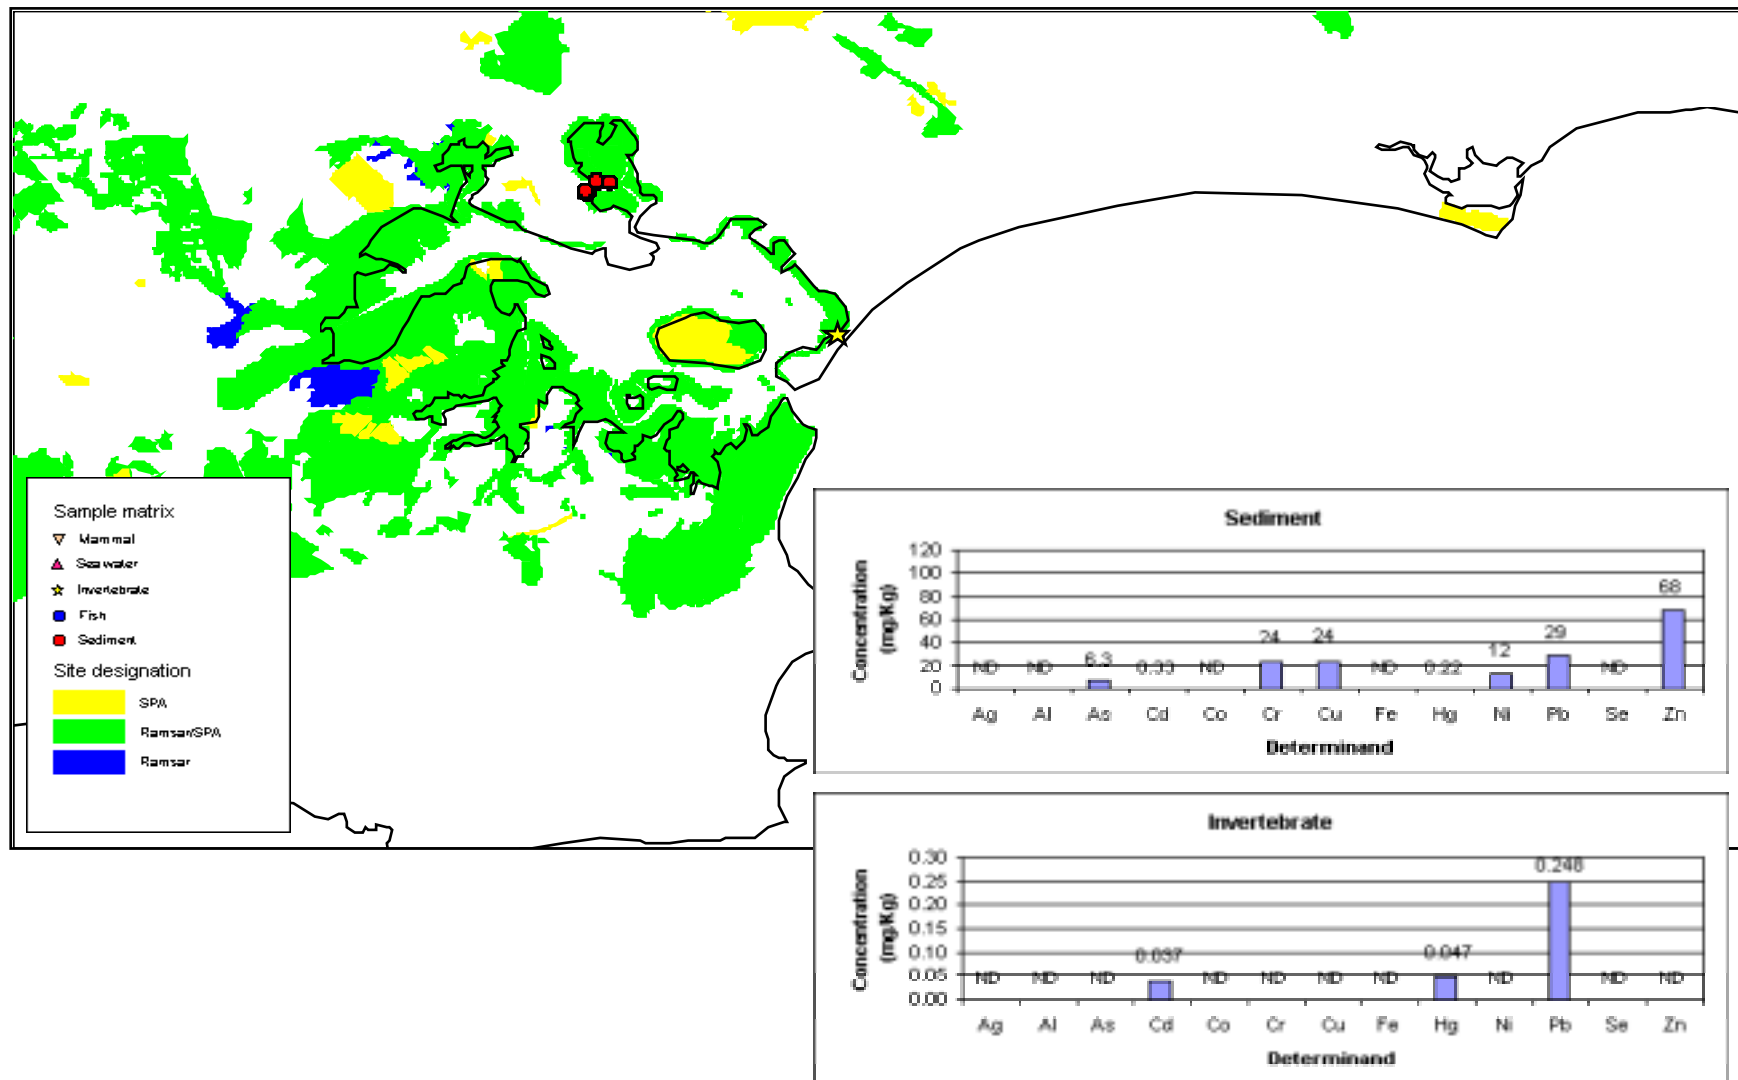 Sample matrix
Mammal
Seawater
Invertebrate
Fish
Sediment
Site designation
SPA
Ramsar/SPA
Ramsar
Sediment
Concentration
(mg/Kg)
120
100
80
60
40
20
0
ND ND 6.3 0.33 ND 24 24 ND 0.22 12 29 ND 68
Ag Al As Cd Co Cr Cu Fe Hg Ni Pb Se Zn
Determinand
Invertebrate
Concentration
(mg/Kg)
0.30
0.25
0.20
0.15
0.10
0.05
0.00
ND ND ND 0.037 ND ND ND ND 0.047 ND 0.248 ND ND
Ag Al As Cd Co Cr Cu Fe Hg Ni Pb Se Zn
Determinand